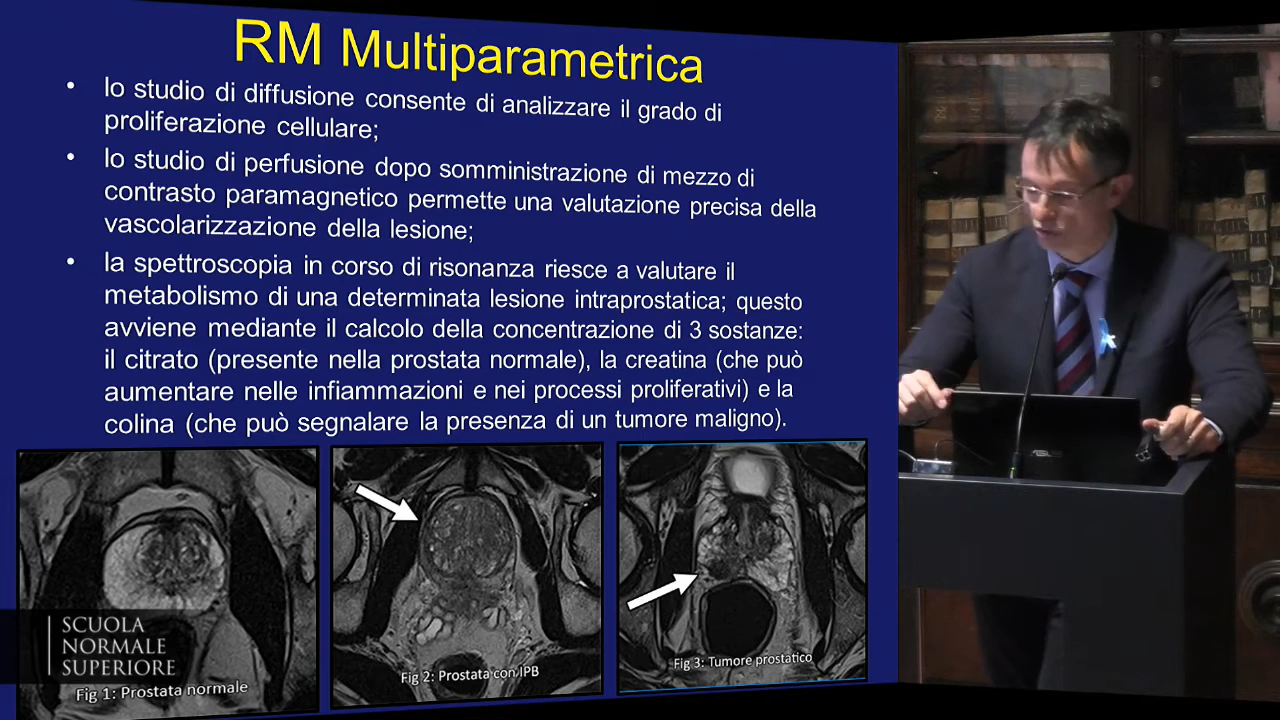 RM Multiparametrica
• lo studio di diffusione consente di analizzare il grado di
proliferazione cellulare;
• lo studio di perfusione dopo somministrazione di mezzo di
contrasto paramagnetico permette una valutazione precisa della
vascolarizzazione della lesione;
• la spettroscopia in corso di risonanza riesce a valutare il
metabolismo di una determinata lesione intraprostatica; questo
avviene mediante il calcolo della concentrazione di 3 sostanze:
il citrato (presente nella prostata normale), la creatina (che può
aumentare nelle infiammazioni e nei processi proliferativi) e la
colina (che può segnalare la presenza di un tumore maligno).
Fig 1: Prostata normale
Fig 2: Prostata con IPB
Fig 3: Tumore prostatico
SCUOLA
NORMALE
SUPERIORE